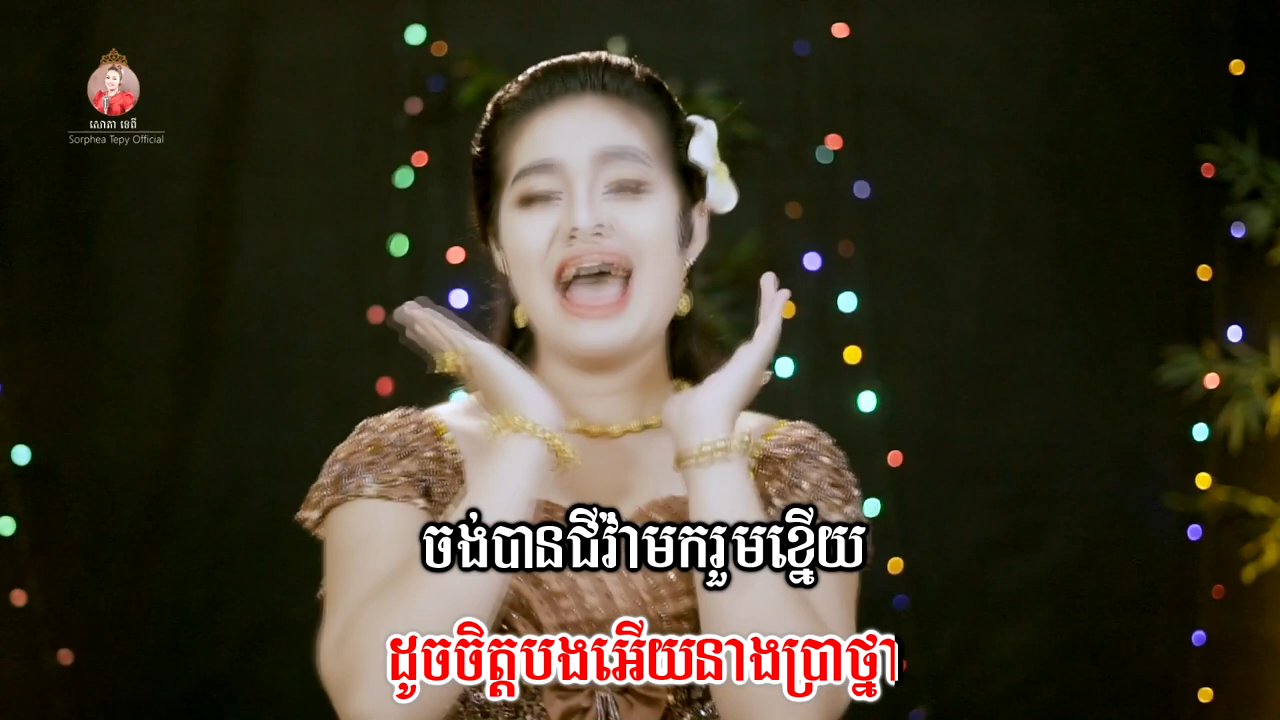 សោភា ទេពី
Sorphea Tepy Official
ចង់បានជីវ៉ាមករួមខ្នើយ
ដូចចិត្តបងអើយនាងប្រាថ្នា